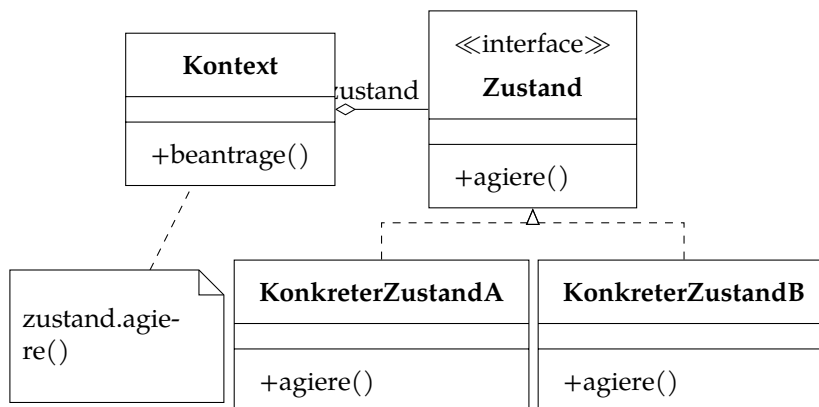 Kontext
+beantrage()
zustand
≪interface≫
Zustand
+agiere()
zustand.agie-
re()
KonkreterZustandA
+agiere()
KonkreterZustandB
+agiere()